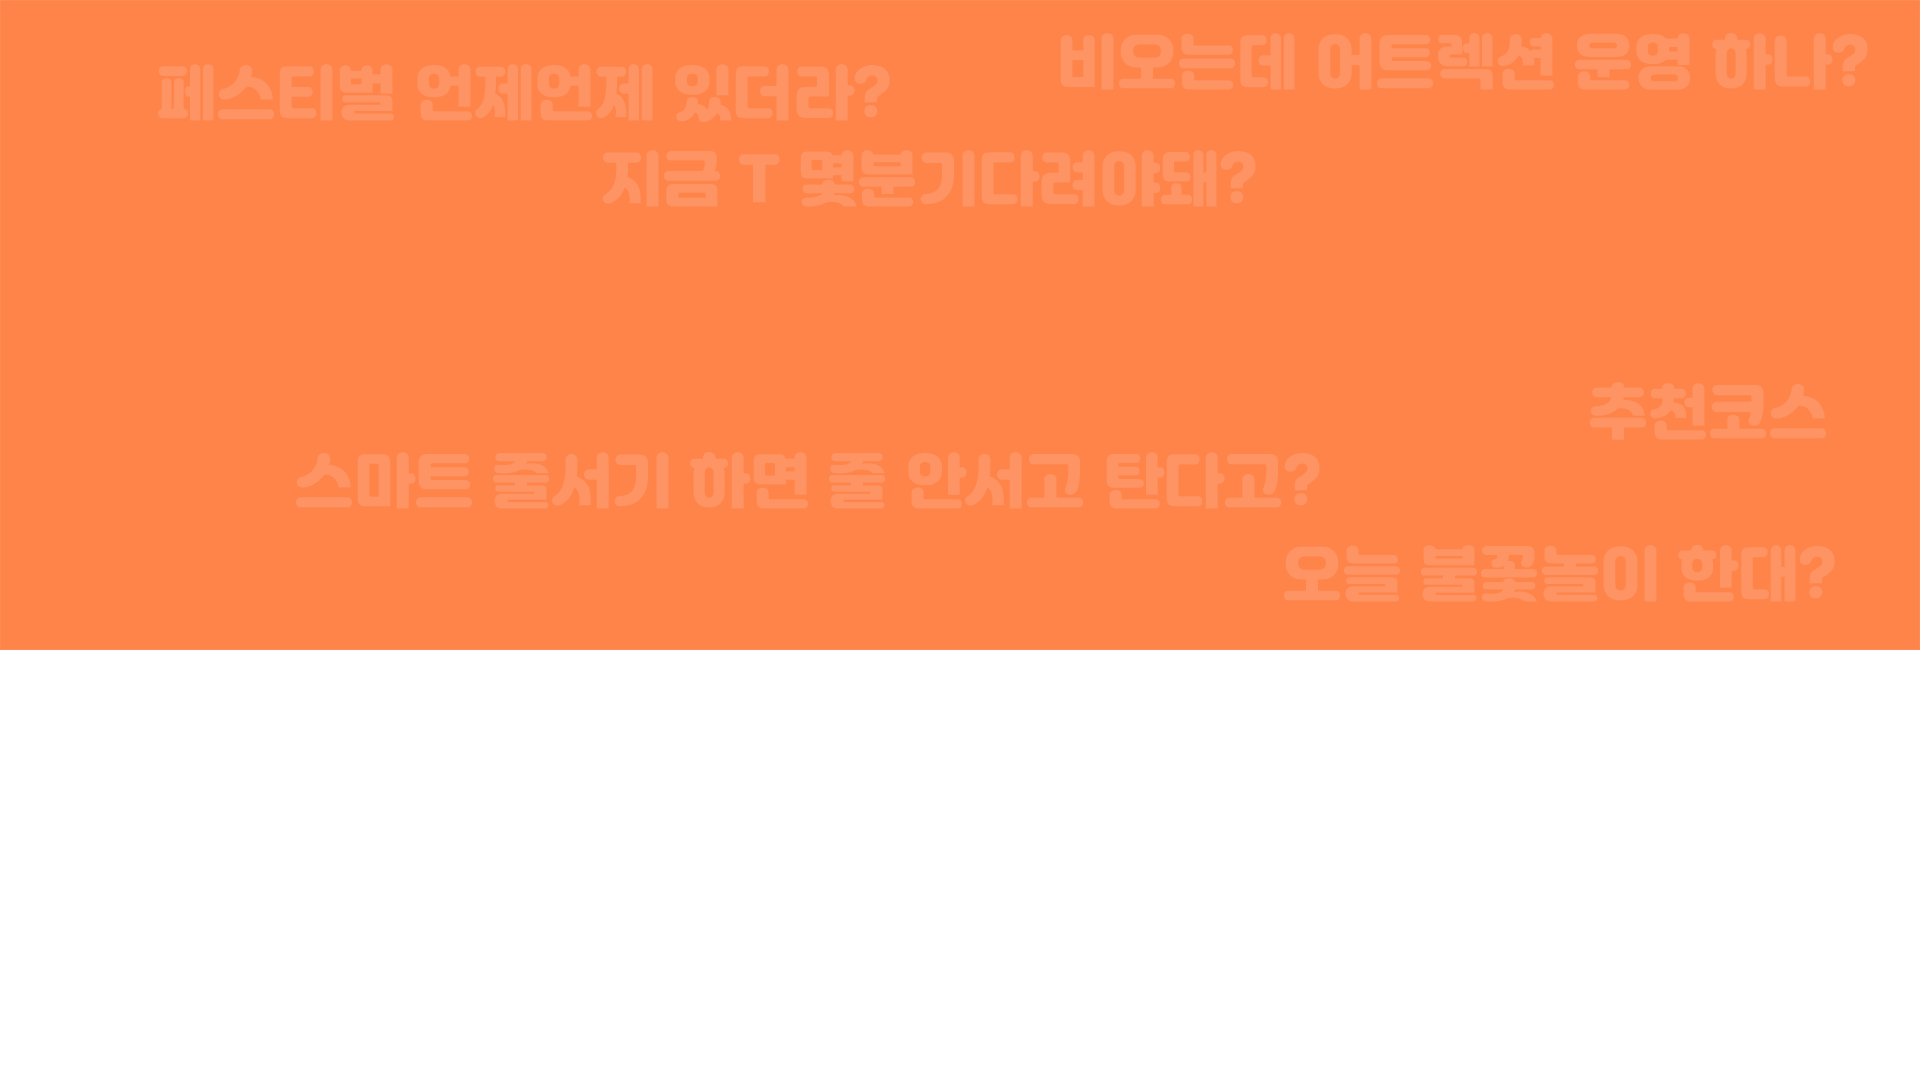 비오는데 어트렉션 운영 하나?
페스티벌 언제언제 있더라?
지금 T 몇분기다려야돼?
추천코스
스마트 줄서기 하면 줄 안서고 탄다고?
오늘 불꽃놀이 한대?